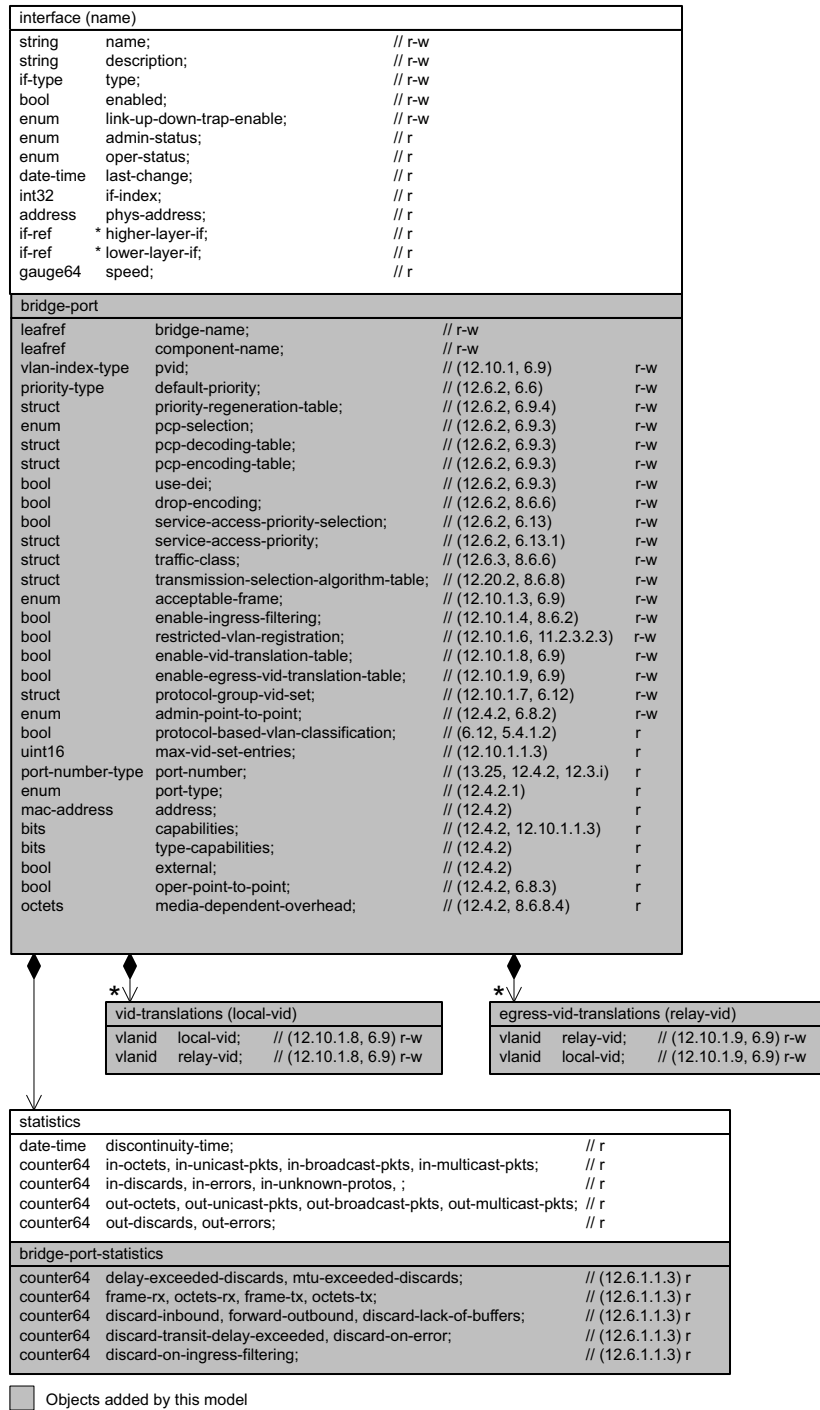 interface (name)
string name; // r-w
string description; // r-w
if-type type; // r-w
bool enabled; // r-w
enum link-up-down-trap-enable; // r-w
enum admin-status; // r
enum oper-status; // r
date-time last-change; // r
int32 if-index; // r
address phys-address; // r
if-ref * higher-layer-if; // r
if-ref * lower-layer-if; // r
gauge64 speed; // r
bridge-port
leafref bridge-name; // r-w
leafref component-name; // r-w
vlan-index-type pvid; // (12.10.1, 6.9) r-w
priority-type default-priority; // (12.6.2, 6.6) r-w
struct priority-regeneration-table; // (12.6.2, 6.9.4) r-w
enum pcp-selection; // (12.6.2, 6.9.3) r-w
struct pcp-decoding-table; // (12.6.2, 6.9.3) r-w
struct pcp-encoding-table; // (12.6.2, 6.9.3) r-w
bool use-dei; // (12.6.2, 6.9.3) r-w
bool drop-encoding; // (12.6.2, 8.6.6) r-w
bool service-access-priority-selection; // (12.6.2, 6.13) r-w
struct service-access-priority; // (12.6.2, 6.13.1) r-w
struct traffic-class; // (12.6.3, 8.6.6) r-w
struct transmission-selection-algorithm-table; // (12.20.2, 8.6.8) r-w
enum acceptable-frame; // (12.10.1.3, 6.9) r-w
bool enable-ingress-filtering; // (12.10.1.4, 8.6.2) r-w
bool restricted-vlan-registration; // (12.10.1.6, 11.2.3.2.3) r-w
bool enable-vid-translation-table; // (12.10.1.8, 6.9) r-w
bool enable-egress-vid-translation-table; // (12.10.1.9, 6.9) r-w
struct protocol-group-vid-set; // (12.10.1.7, 6.12) r-w
enum admin-point-to-point; // (12.4.2, 6.8.2) r-w
bool protocol-based-vlan-classification; // (6.12, 5.4.1.2) r
uint16 max-vid-set-entries; // (12.10.1.1.3) r
port-number-type port-number; // (13.25, 12.4.2, 12.3.i) r
enum port-type; // (12.4.2.1) r
mac-address address; // (12.4.2) r
bits capabilities; // (12.4.2, 12.10.1.1.3) r
bits type-capabilities; // (12.4.2) r
bool external; // (12.4.2) r
bool oper-point-to-point; // (12.4.2, 6.8.3) r
octets media-dependent-overhead; // (12.4.2, 8.6.8.4) r
* *
vid-translations (local-vid)
vlanid local-vid; // (12.10.1.8, 6.9) r-w
vlanid relay-vid; // (12.10.1.8, 6.9) r-w
egress-vid-translations (relay-vid)
vlanid relay-vid; // (12.10.1.9, 6.9) r-w
vlanid local-vid; // (12.10.1.9, 6.9) r-w
statistics
date-time discontinuity-time; // r
counter64 in-octets, in-unicast-pkts, in-broadcast-pkts, in-multicast-pkts; // r
counter64 in-discards, in-errors, in-unknown-protos, ; // r
counter64 out-octets, out-unicast-pkts, out-broadcast-pkts, out-multicast-pkts; // r
counter64 out-discards, out-errors; // r
bridge-port-statistics
counter64 delay-exceeded-discards, mtu-exceeded-discards; // (12.6.1.1.3) r
counter64 frame-rx, octets-rx, frame-tx, octets-tx; // (12.6.1.1.3) r
counter64 discard-inbound, forward-outbound, discard-lack-of-buffers; // (12.6.1.1.3) r
counter64 discard-transit-delay-exceeded, discard-on-error; // (12.6.1.1.3) r
counter64 discard-on-ingress-filtering; // (12.6.1.1.3) r
Objects added by this model